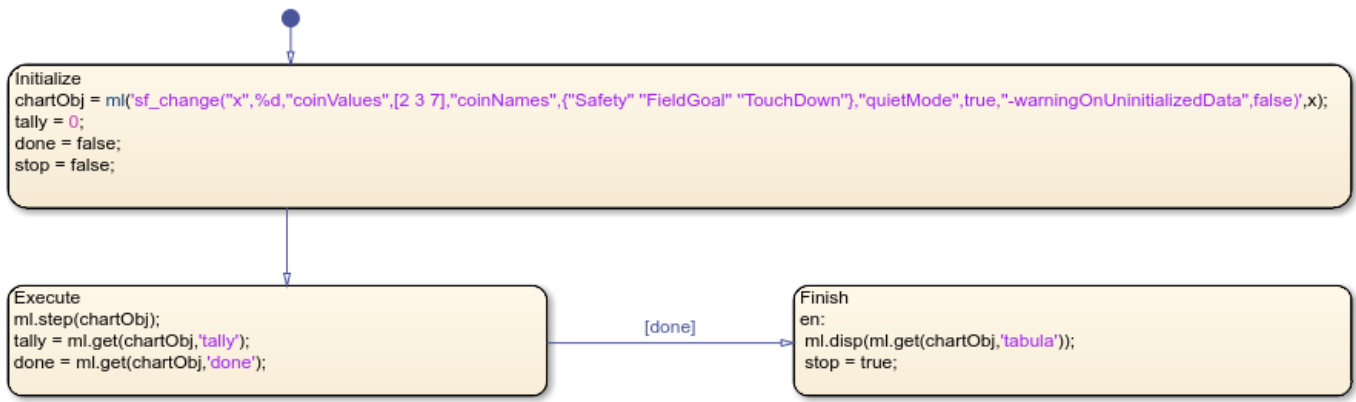 Initialize
chartObj = ml('sf_change("x",%d,"coinValues",[2 3 7],"coinNames",{"Safety" "FieldGoal" "TouchDown"},"quietMode",true,"-warningOnUninitializedData",false)',x);
tally = 0;
done = false;
stop = false;
Execute
ml.step(chartObj);
tally = ml.get(chartObj,'tally');
done = ml.get(chartObj,'done');
[done]
Finish
en:
ml.disp(ml.get(chartObj,'tabula'));
stop = true;